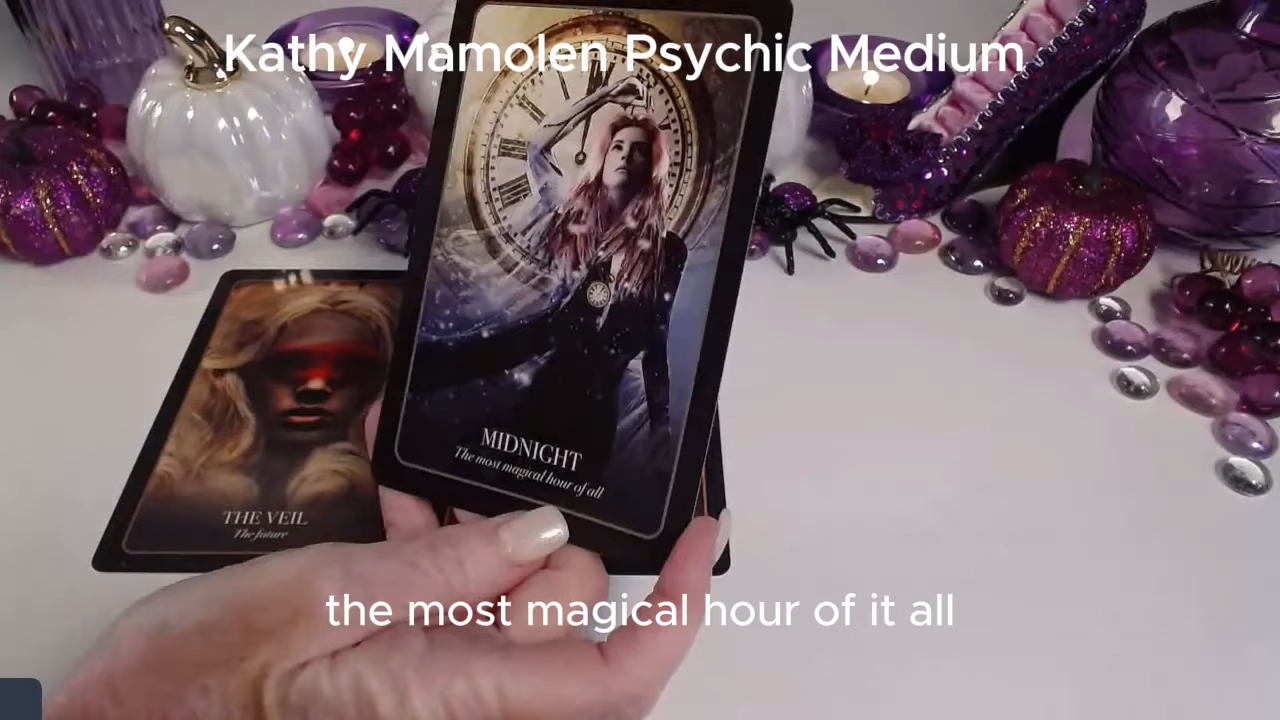 Kathy Mamolen Psychic Medium
MIDNIGHT
The most magical hour of all
THE VEIL
The future
the most magical hour of it all